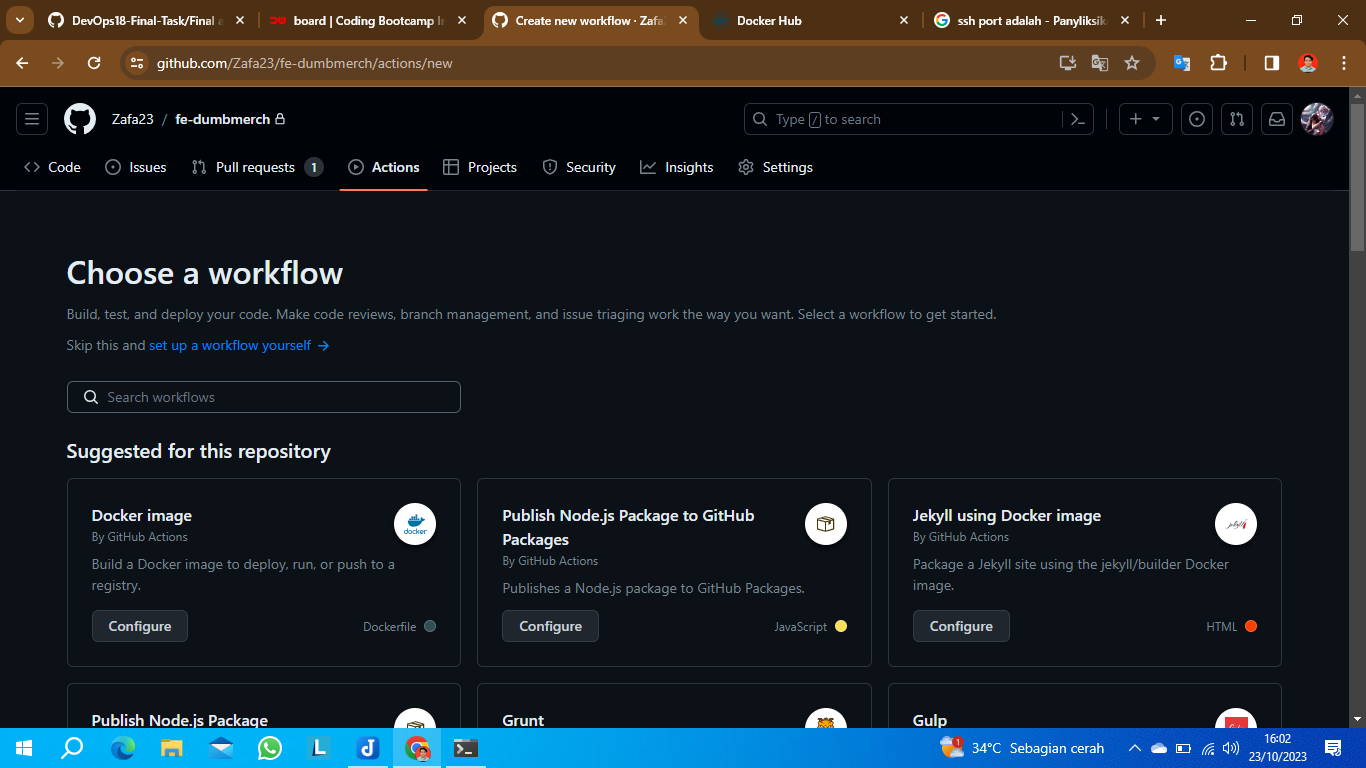 DevOps18-Final-Task/Final a
board | Coding Bootcamp In
Create new workflow · Zafa2
Docker Hub
ssh port adalah - Panyliksik
github.com/Zafa23/fe-dumbmerch/actions/new
Zafa23 / fe-dumbmerch
Type / to search
Code
Issues
Pull requests 1
Actions
Projects
Security
Insights
Settings
Choose a workflow
Build, test, and deploy your code. Make code reviews, branch management, and issue triaging work the way you want. Select a workflow to get started.
Skip this and set up a workflow yourself →
Search workflows
Suggested for this repository
Docker image
By GitHub Actions
Build a Docker image to deploy, run, or push to a
registry.
Configure
Dockerfile
docker
Publish Node.js Package to GitHub
Packages
By GitHub Actions
Publishes a Node.js package to GitHub Packages.
Configure
JavaScript
Jekyll using Docker image
By GitHub Actions
Package a Jekyll site using the jekyll/builder Docker
image.
Configure
HTML
jekyll
Publish Node.js Package
Grunt
Gulp
1
34°C Sebagian cerah
16:02
23/10/2023